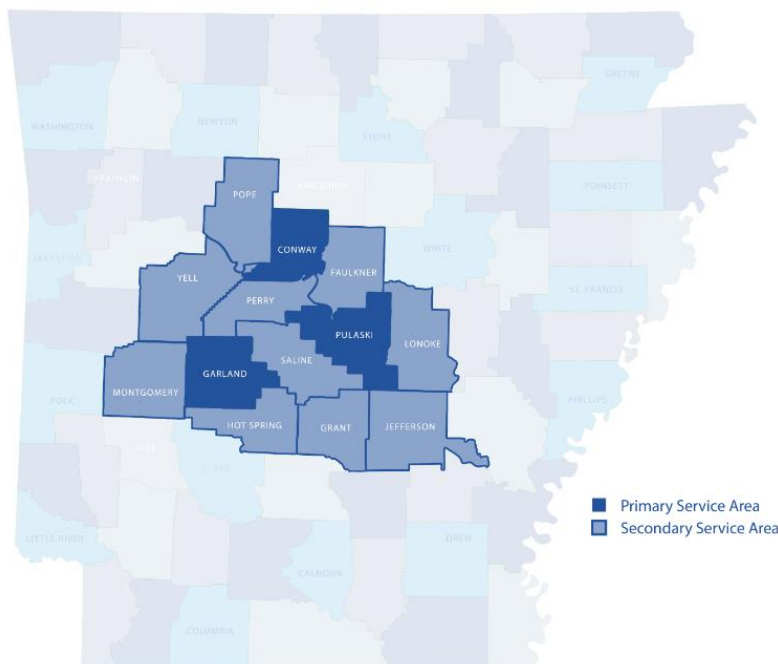 GREENE
WASHINGTON
NEWTON
STONE
FRANKLIN
VAN BUREN
POINSETT
POPE
CONWAY
WHITE
SEBASTIAN
YELL
FAULKNER
ST. FRANCIS
PERRY
PULASKI
LONOKE
GARLAND
SALINE
MONTGOMERY
POLK
PHILLIPS
HOT SPRING
GRANT
JEFFERSON
PIKE
CLARK
Primary Service Area
Secondary Service Area
LITTLE RIVER
DREW
CALHOUN
COLUMBIA